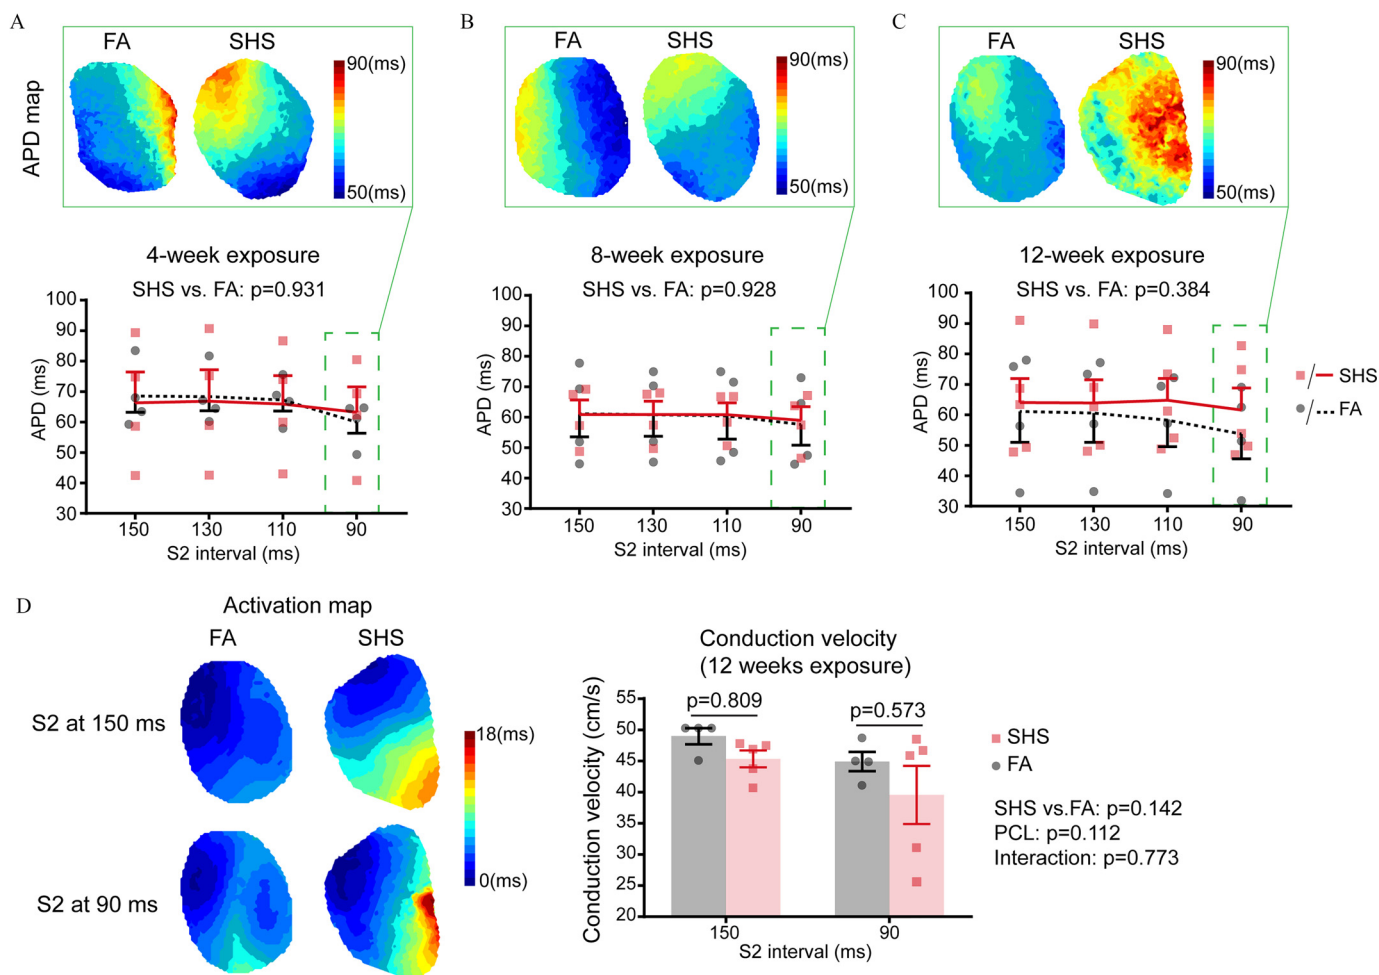 A
B
C
FA
SHS
90(ms)
50(ms)
FA
SHS
90(ms)
50(ms)
FA
SHS
90(ms)
50(ms)
APD map
4-week exposure
SHS vs. FA: p=0.931
100
90
80
70
60
50
40
30
APD (ms)
150
130
110
90
S2 interval (ms)
8-week exposure
SHS vs. FA: p=0.928
100
90
80
70
60
50
40
30
APD (ms)
150
130
110
90
S2 interval (ms)
12-week exposure
SHS vs. FA: p=0.384
100
90
80
70
60
50
40
30
APD (ms)
150
130
110
90
S2 interval (ms)
/ SHS
/ FA
D
Activation map
FA
SHS
S2 at 150 ms
S2 at 90 ms
18(ms)
0(ms)
Conduction velocity
(12 weeks exposure)
p=0.809
p=0.573
55
50
45
40
35
30
25
20
Conduction velocity (cm/s)
150
90
S2 interval (ms)
SHS
FA
SHS vs.FA: p=0.142
PCL: p=0.112
Interaction: p=0.773